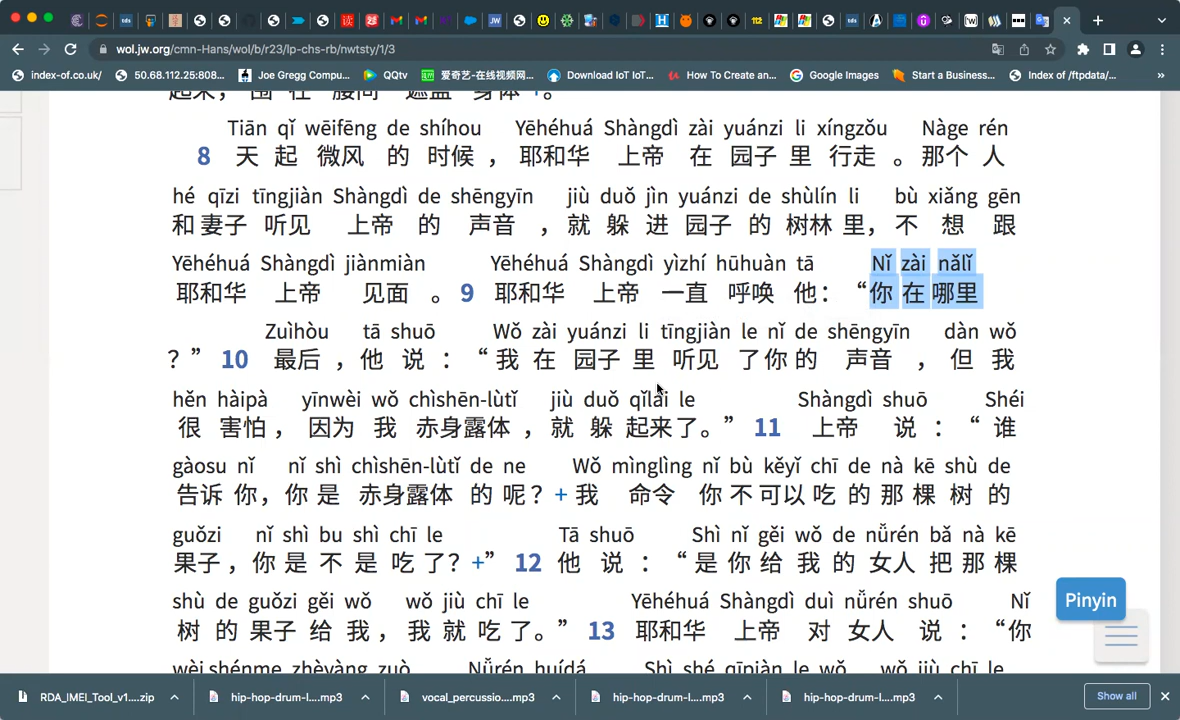 wol.jw.org/cmn-Hans/wol/b/r23/lp-chs-rb/nwtsty/1/3
index-of.co.uk/
50.68.112.25:808...
Joe Gregg Compu...
QQtv
爱奇艺-在线视频网...
Download IoT IoT...
How To Create an...
Google Images
Start a Business...
Index of /ftpdata/...
»
Tiān qǐ wēifēng de shíhou Yēhéhuá Shàngdì zài yuánzi li xíngzǒu Nàge rén
8 天 起 微风 的 时候 ，耶和华 上帝 在 园子 里 行走 。那个 人
hé qīzi tīngjiàn Shàngdì de shēngyīn jiù duǒ jìn yuánzi de shùlín li bù xiǎng gēn
和 妻子 听见 上帝 的 声音 ，就 躲 进 园子 的 树林 里，不 想 跟
Yēhéhuá Shàngdì jiànmiàn Yēhéhuá Shàngdì yìzhí hūhuàn tā Nǐ zài nǎlǐ
耶和华 上帝 见面 。 9 耶和华 上帝 一直 呼唤 他：“你 在 哪里
Zuìhòu tā shuō Wǒ zài yuánzi li tīngjiàn le nǐ de shēngyīn dàn wǒ
？” 10 最后 ，他 说 ：“我 在 园子 里 听见 了 你 的 声音 ，但 我
hěn hàipà yīnwèi wǒ chìshēn-lùtǐ jiù duǒ qǐlai le Shàngdì shuō Shéi
很 害怕 ，因为 我 赤身露体 ，就 躲 起来 了。” 11 上帝 说 ：“谁
gàosu nǐ nǐ shì chìshēn-lùtǐ de ne Wǒ mìnglìng nǐ bù kěyǐ chī de nà kē shù de
告诉 你，你 是 赤身露体 的 呢？+ 我 命令 你 不 可以 吃 的 那 棵 树 的
guǒzi nǐ shì bu shì chī le Tā shuō Shì nǐ gěi wǒ de nǚrén bǎ nà kē
果子 ，你 是 不 是 吃 了？+” 12 他 说 ：“是 你 给 我 的 女人 把 那 棵
shù de guǒzi gěi wǒ wǒ jiù chī le Yēhéhuá Shàngdì duì nǚrén shuō Nǐ
树 的 果子 给 我，我 就 吃 了。” 13 耶和华 上帝 对 女人 说 ：“你
Pinyin
RDA_IMEI_Tool_v1....zip
hip-hop-drum-l....mp3
vocal_percussio....mp3
hip-hop-drum-l....mp3
hip-hop-drum-l....mp3
Show all